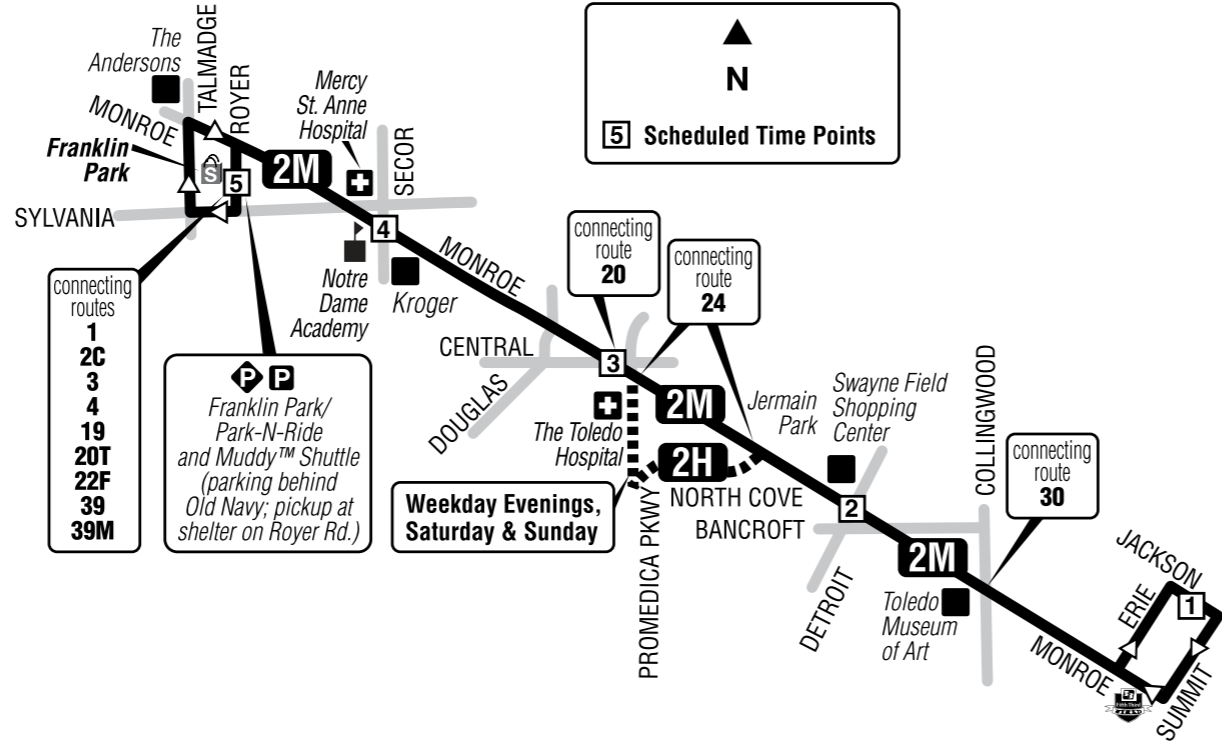 The
Andersons
TALMADGE
ROYER
MONROE
Franklin
Park
S
5
2M
Mercy
St. Anne
Hospital
SECOR
SYLVANIA
4
Notre
Dame
Academy
Kroger
MONROE
N
5 Scheduled Time Points
connecting
routes
1
2C
3
4
19
20T
22F
39
39M
P P
Franklin Park/
Park-N-Ride
and Muddy™ Shuttle
(parking behind
Old Navy; pickup at
shelter on Royer Rd.)
connecting
route
20
connecting
route
24
CENTRAL
3
DOUGLAS
The Toledo
Hospital
2M
2H
Jermain
Park
Swayne Field
Shopping
Center
Weekday Evenings,
Saturday & Sunday
PROMEDICA PKWY
NORTH COVE
BANCROFT
2
DETROIT
COLLINGWOOD
2M
Toledo
Museum
of Art
connecting
route
30
MONROE
ERIE
JACKSON
1
SUMMIT